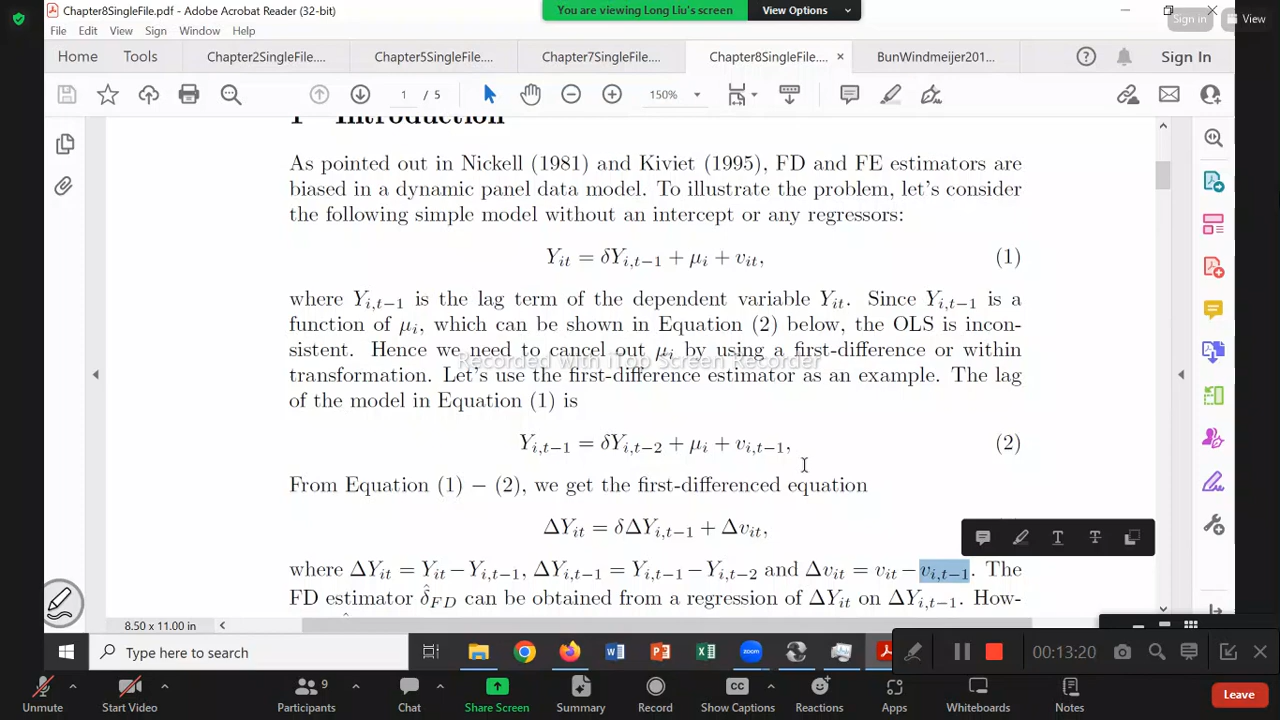 Chapter8SingleFile.pdf - Adobe Acrobat Reader (32-bit)
You are viewing Long Liu's screen
View Options
Sign in
View
File Edit View Sign Window Help
Home Tools Chapter2SingleFile.... Chapter5SingleFile.... Chapter7SingleFile.... Chapter8SingleFile.... × BunWindmeijer201... Sign In
1 / 5 150%
1 Introduction
As pointed out in Nickell (1981) and Kiviet (1995), FD and FE estimators are
biased in a dynamic panel data model. To illustrate the problem, let's consider
the following simple model without an intercept or any regressors:
Y_{it} = δY_{i,t−1} + μ_i + v_{it}, (1)
where Y_{i,t−1} is the lag term of the dependent variable Y_{it}. Since Y_{i,t−1} is a
function of μ_i, which can be shown in Equation (2) below, the OLS is incon-
sistent. Hence we need to cancel out μ_i by using a first-difference or within
Recorded with iTop Screen Recorder
transformation. Let's use the first-difference estimator as an example. The lag
of the model in Equation (1) is
Y_{i,t−1} = δY_{i,t−2} + μ_i + v_{i,t−1}, (2)
From Equation (1) − (2), we get the first-differenced equation
ΔY_{it} = δΔY_{i,t−1} + Δv_{it},
where ΔY_{it} = Y_{it} − Y_{i,t−1}, ΔY_{i,t−1} = Y_{i,t−1} − Y_{i,t−2} and Δv_{it} = v_{it} − v_{i,t−1}. The
FD estimator δ̂_{FD} can be obtained from a regression of ΔY_{it} on ΔY_{i,t−1}. How-
8.50 x 11.00 in
Type here to search
00:13:20
Unmute Start Video 9 Participants Chat Share Screen Summary Record Show Captions Reactions Apps Whiteboards Notes Leave